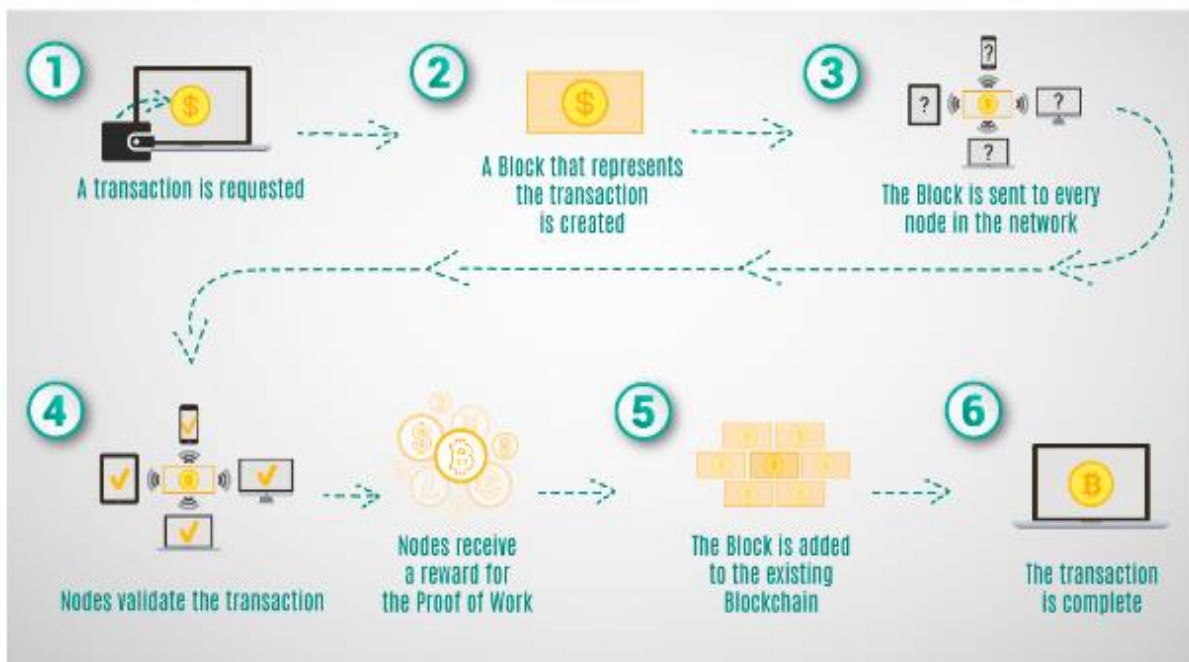 1
A transaction is requested
2
A Block that represents
the transaction
is created
3
?
?
?
?
The Block is sent to every
node in the network
4
Nodes validate the transaction
Nodes receive
a reward for
the Proof of Work
5
The Block is added
to the existing
Blockchain
6
The transaction
is complete